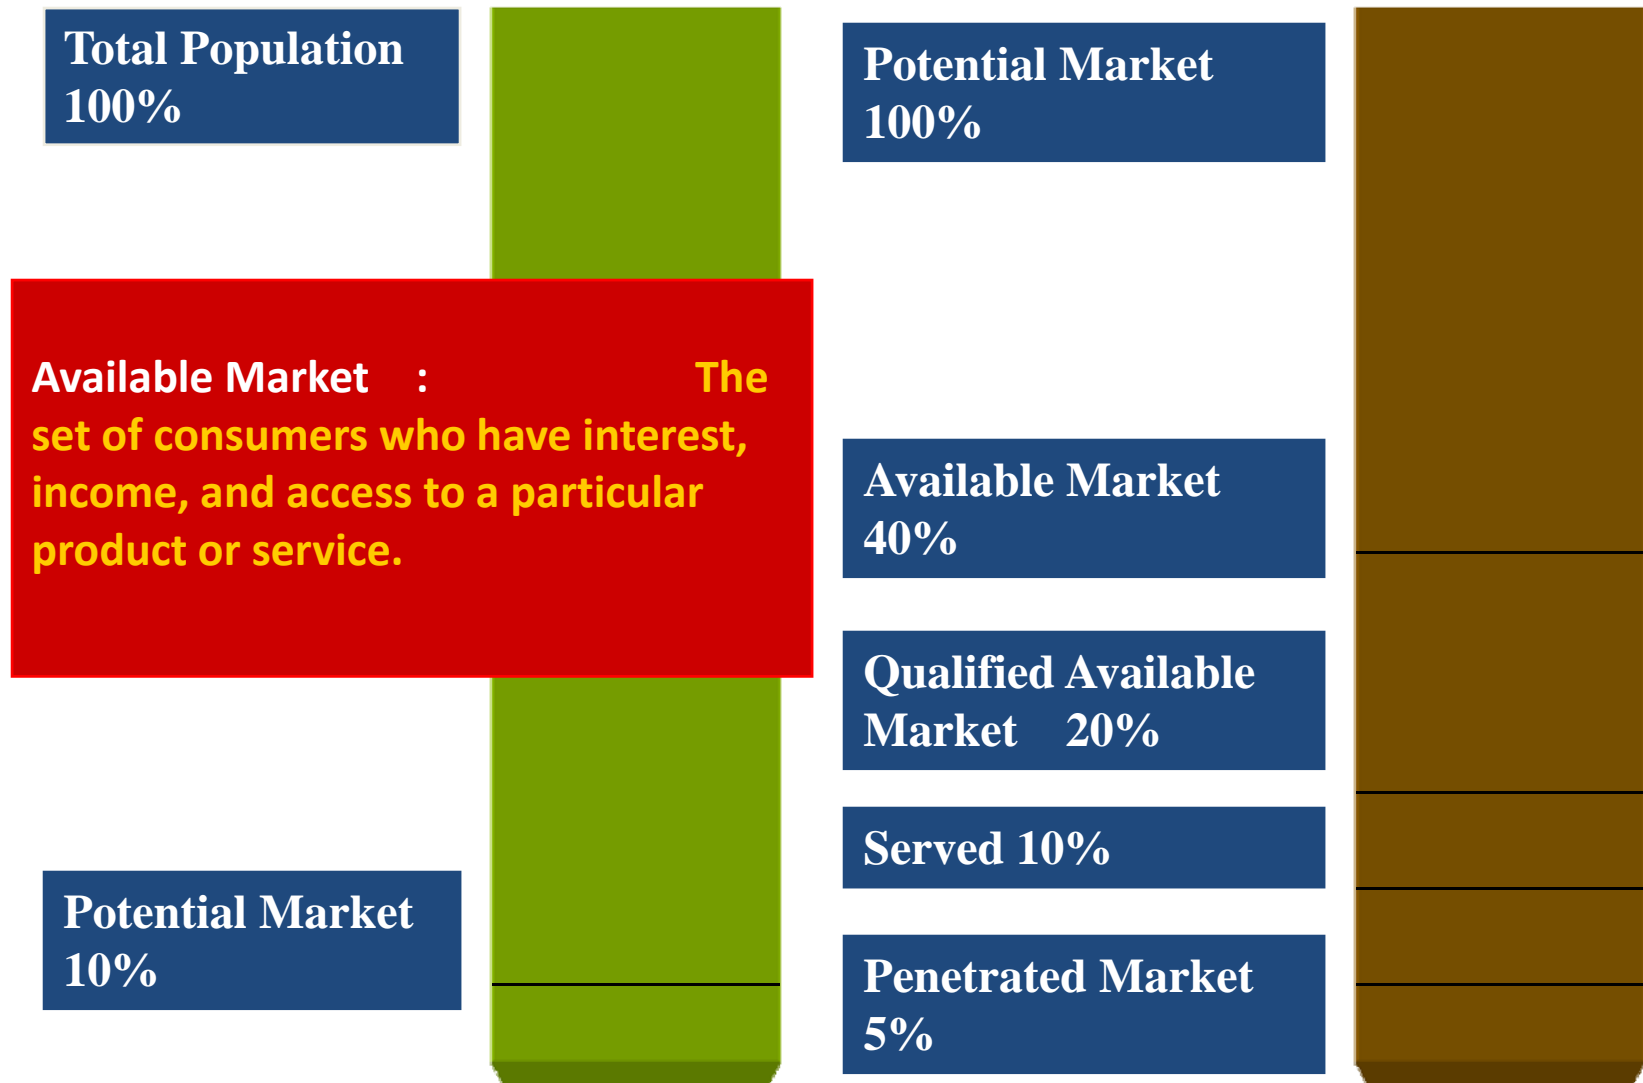 Total Population
100%
Available Market : The
set of consumers who have interest,
income, and access to a particular
product or service.
Potential Market
10%
Potential Market
100%
Available Market
40%
Qualified Available
Market 20%
Served 10%
Penetrated Market
5%